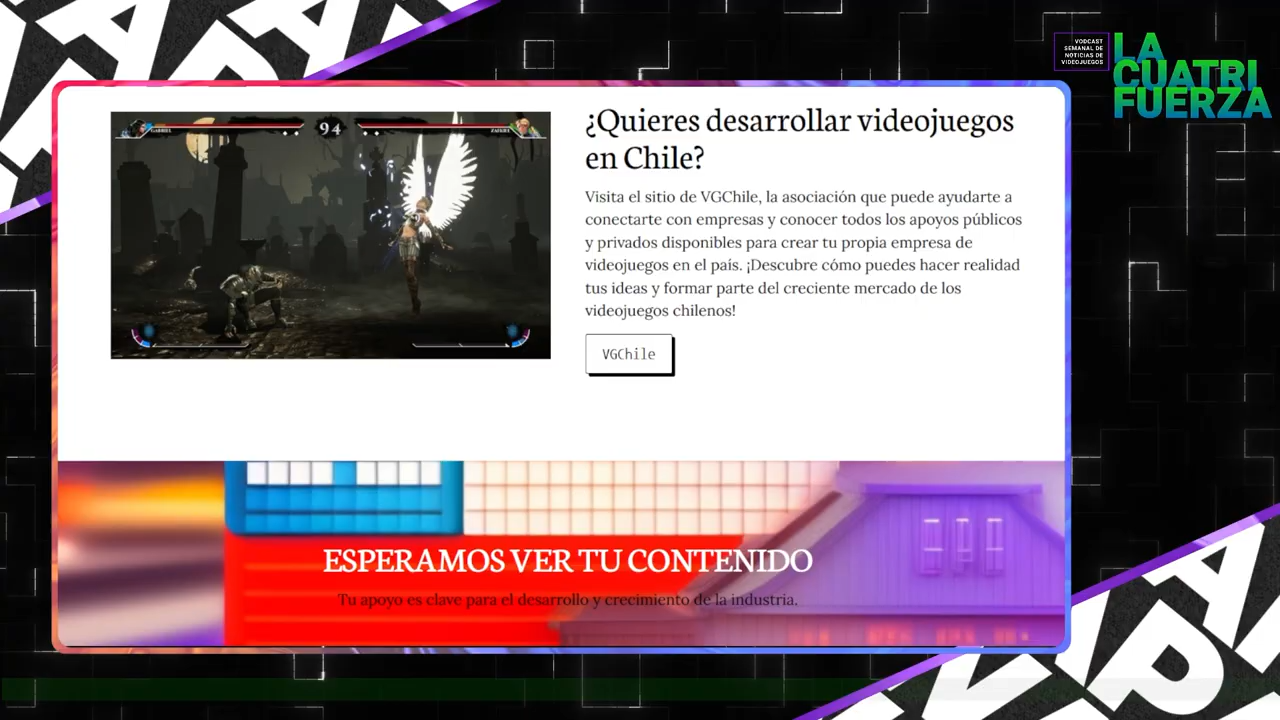 VODCAST
SEMANAL DE
NOTICIAS DE
VIDEOJUEGOS
LA
CUATRI
FUERZA
94
GABRIEL
¿Quieres desarrollar videojuegos
en Chile?
Visita el sitio de VGChile, la asociación que puede ayudarte a
conectarte con empresas y conocer todos los apoyos públicos
y privados disponibles para crear tu propia empresa de
videojuegos en el país. ¡Descubre cómo puedes hacer realidad
tus ideas y formar parte del creciente mercado de los
videojuegos chilenos!
VGChile
ESPERAMOS VER TU CONTENIDO
Tu apoyo es clave para el desarrollo y crecimiento de la industria.